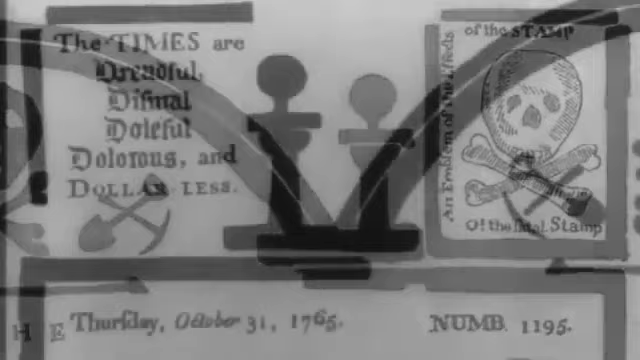 The TIMES are
Dreadful,
Dismal
Doleful
Dolorous, and
DOLLAR-LESS.
of the STAMP
An Emblem of the Effects
O! the fatal Stamp
H E Thursday, October 31, 1765.
NUMB. 1195.